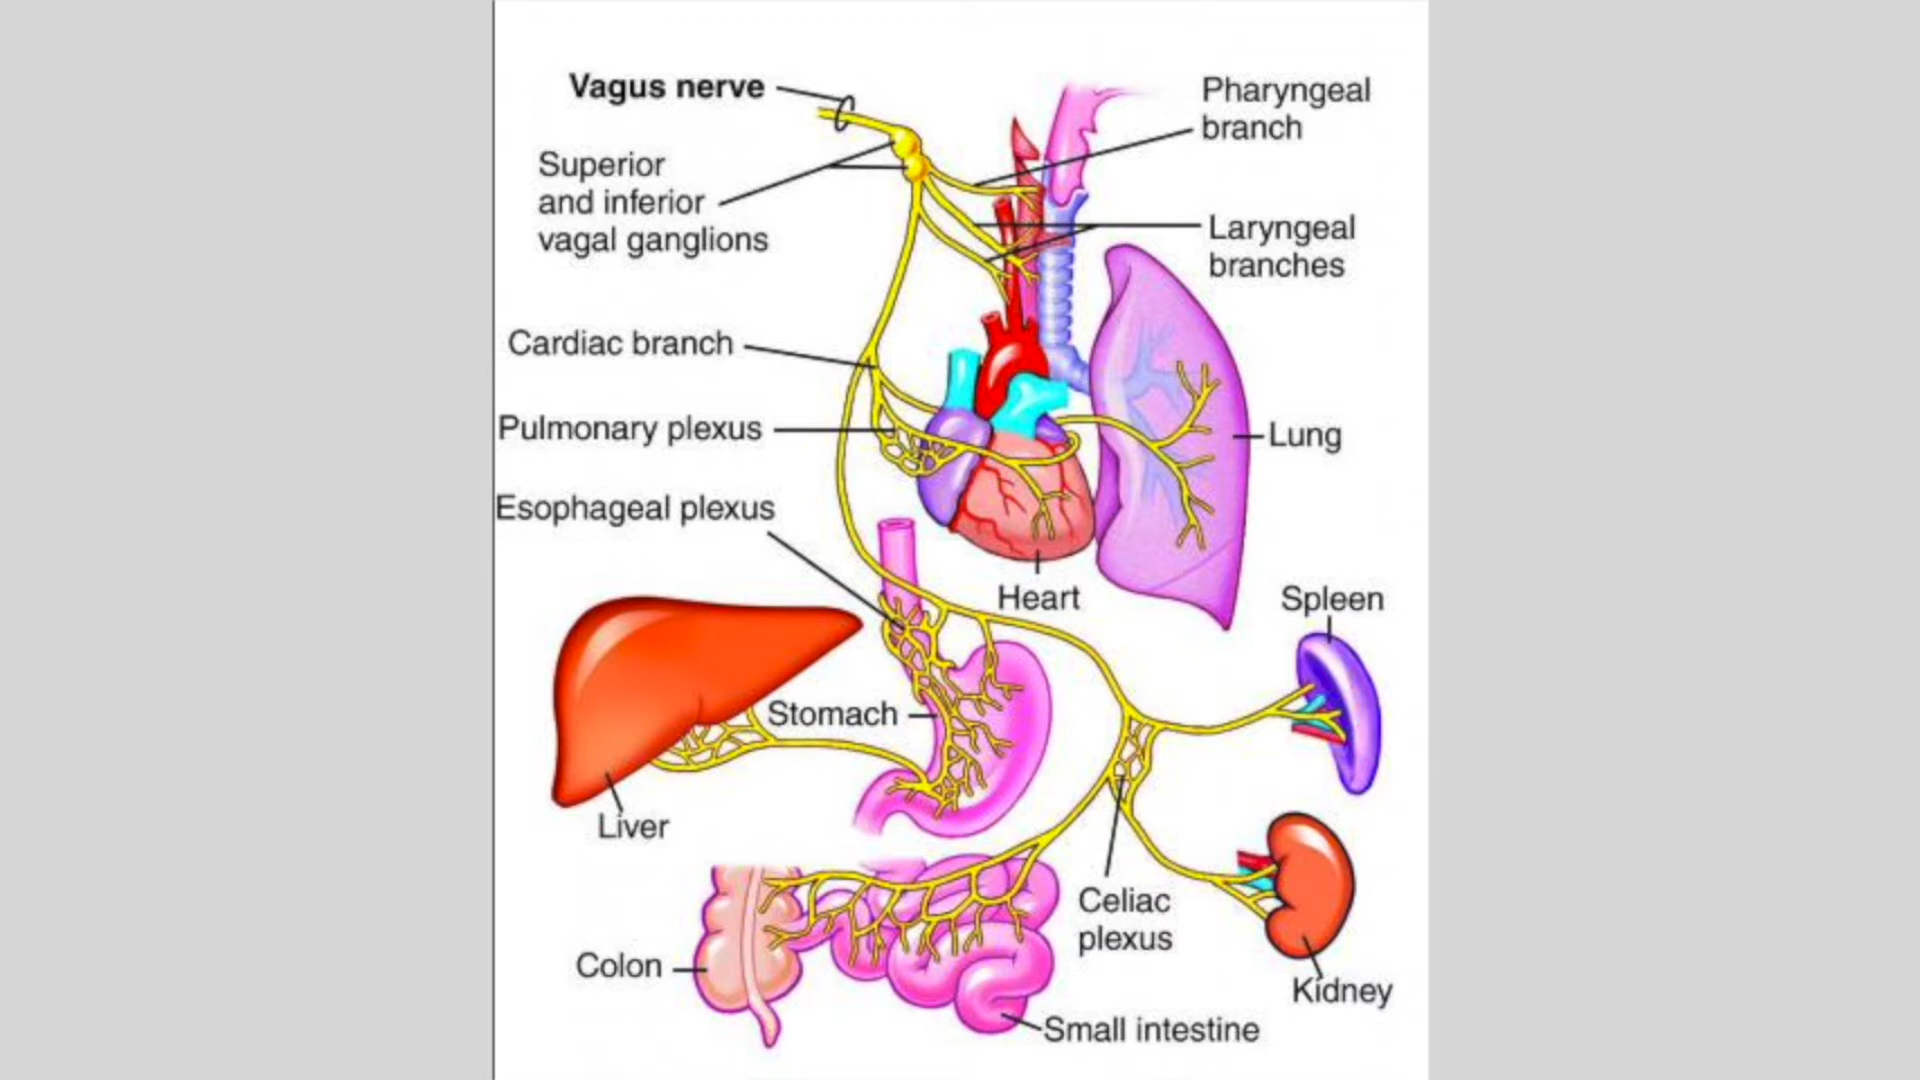 Vagus nerve
Pharyngeal
branch
Superior
and inferior
vagal ganglions
Laryngeal
branches
Cardiac branch
Pulmonary plexus
Lung
Esophageal plexus
Heart
Spleen
Stomach
Liver
Celiac
plexus
Colon
Kidney
Small intestine